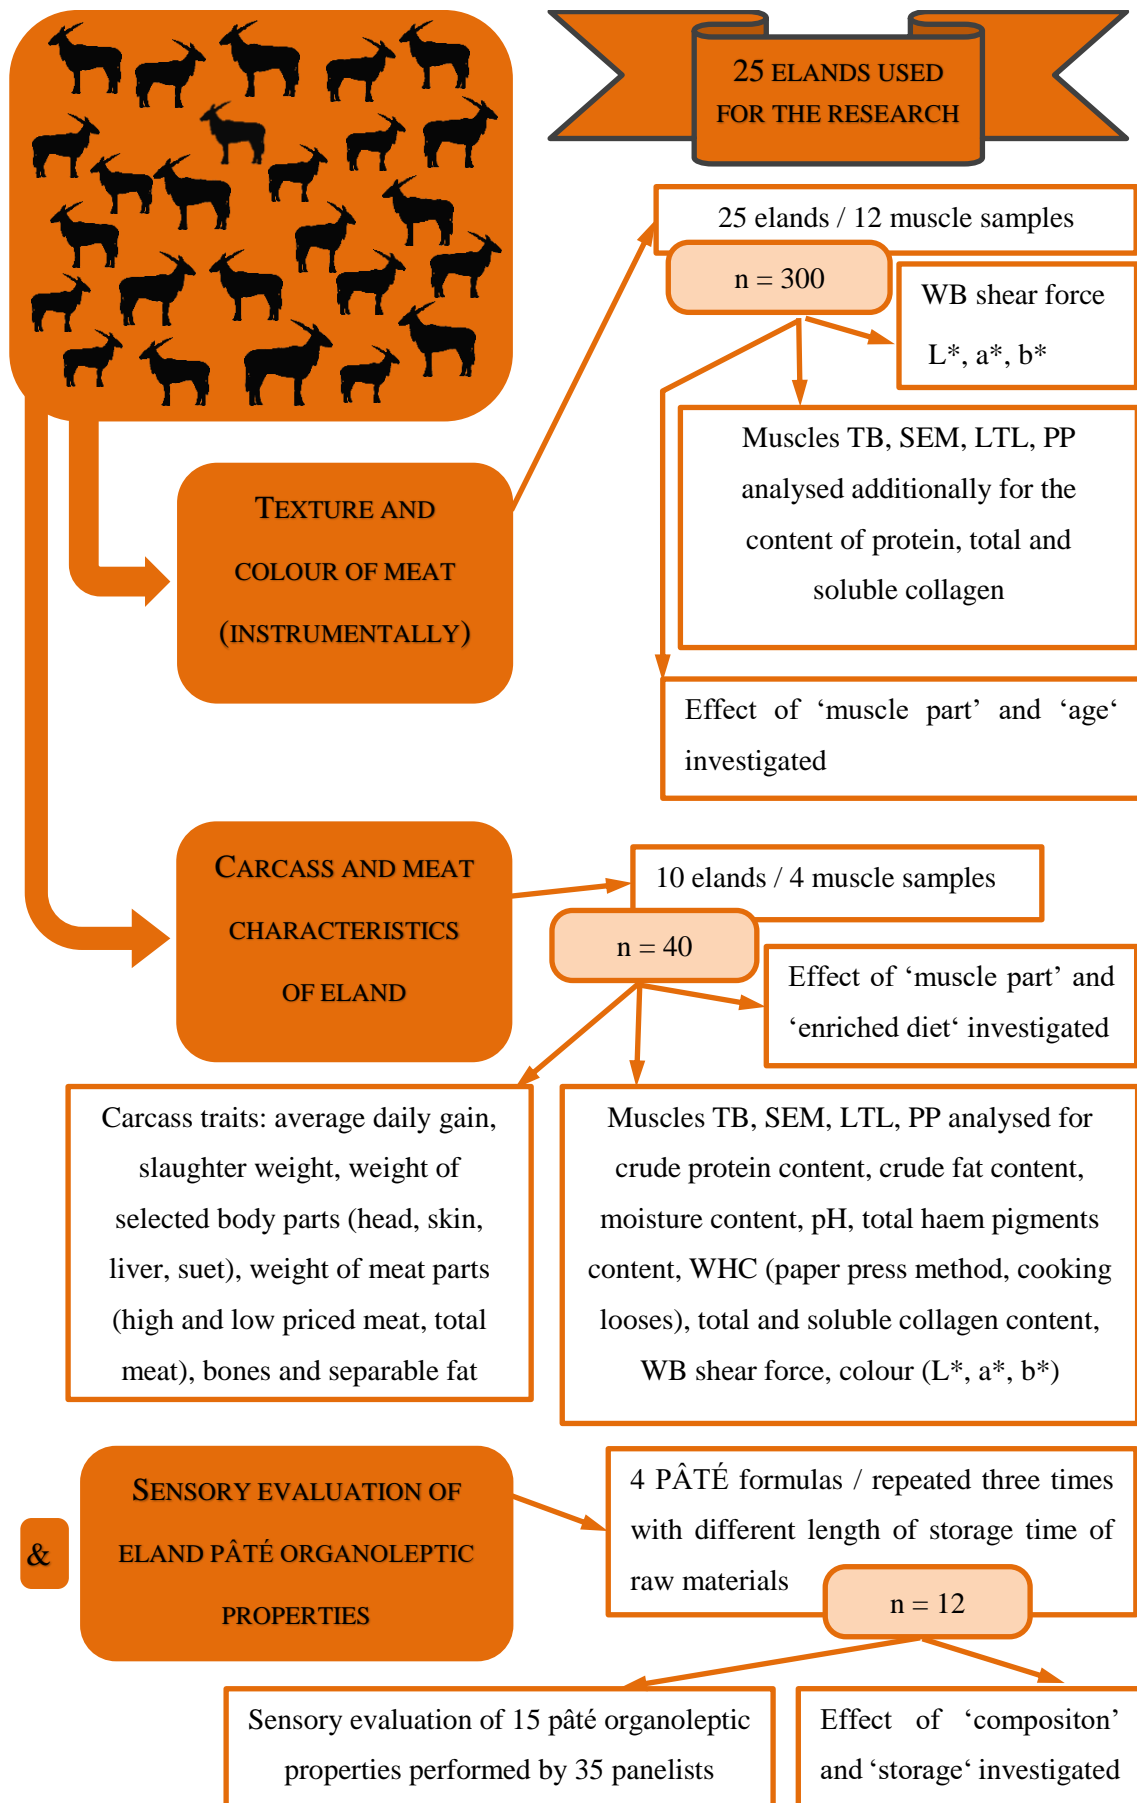 25 ELANDS USED
FOR THE RESEARCH
25 elands / 12 muscle samples
n = 300
WB shear force
L*, a*, b*
Muscles TB, SEM, LTL, PP
analysed additionally for the
content of protein, total and
soluble collagen
TEXTURE AND
COLOUR OF MEAT
(INSTRUMENTALLY)
Effect of ‘muscle part’ and ‘age‘
investigated
CARCASS AND MEAT
CHARACTERISTICS
OF ELAND
10 elands / 4 muscle samples
n = 40
Effect of ‘muscle part’ and
‘enriched diet‘ investigated
Carcass traits: average daily gain,
slaughter weight, weight of
selected body parts (head, skin,
liver, suet), weight of meat parts
(high and low priced meat, total
meat), bones and separable fat
Muscles TB, SEM, LTL, PP analysed for
crude protein content, crude fat content,
moisture content, pH, total haem pigments
content, WHC (paper press method, cooking
looses), total and soluble collagen content,
WB shear force, colour (L*, a*, b*)
&
SENSORY EVALUATION OF
ELAND PÂTÉ ORGANOLEPTIC
PROPERTIES
4 PÂTÉ formulas / repeated three times
with different length of storage time of
raw materials
n = 12
Sensory evaluation of 15 pâté organoleptic
properties performed by 35 panelists
Effect of ‘compositon’
and ‘storage‘ investigated